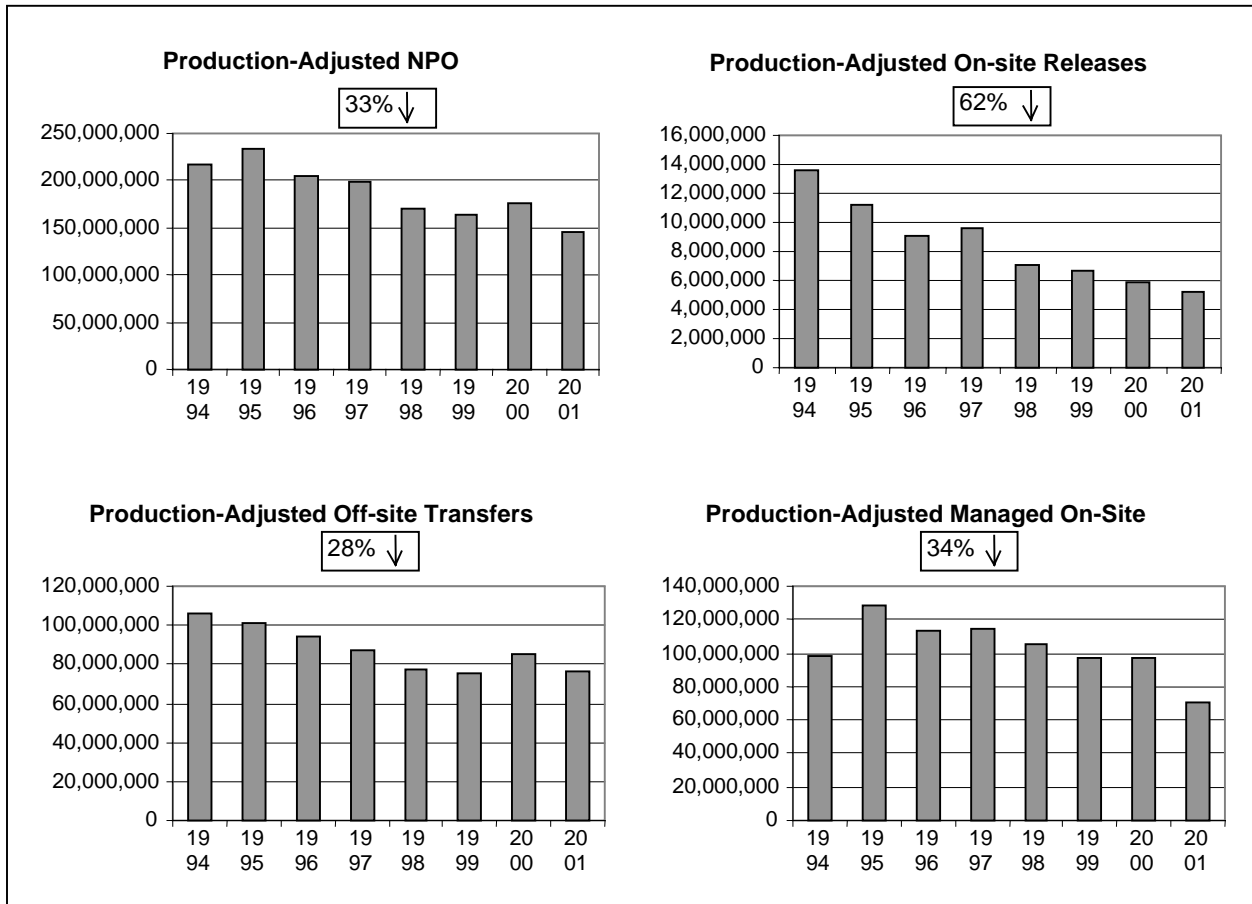 Production-Adjusted NPO
33%
250,000,000
200,000,000
150,000,000
100,000,000
50,000,000
0
19 19 19 19 19 19 20 20
94 95 96 97 98 99 00 01
Production-Adjusted On-site Releases
62%
16,000,000
14,000,000
12,000,000
10,000,000
8,000,000
6,000,000
4,000,000
2,000,000
0
19 19 19 19 19 19 20 20
94 95 96 97 98 99 00 01
Production-Adjusted Off-site Transfers
28%
120,000,000
100,000,000
80,000,000
60,000,000
40,000,000
20,000,000
0
19 19 19 19 19 19 20 20
94 95 96 97 98 99 00 01
Production-Adjusted Managed On-Site
34%
140,000,000
120,000,000
100,000,000
80,000,000
60,000,000
40,000,000
20,000,000
0
19 19 19 19 19 19 20 20
94 95 96 97 98 99 00 01